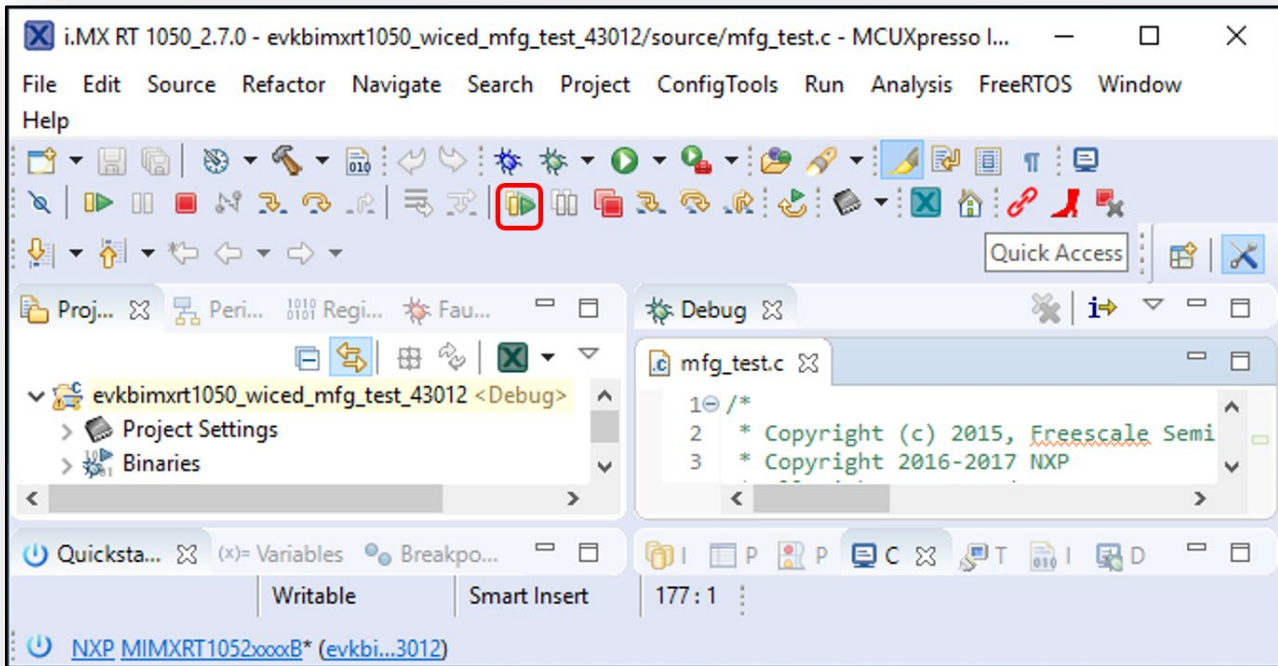 i.MX RT 1050_2.7.0 - evkbimxrt1050_wiced_mfg_test_43012/source/mfg_test.c - MCUXpresso I...
File Edit Source Refactor Navigate Search Project ConfigTools Run Analysis FreeRTOS Window
Help
Quick Access
Proj... Peri... Regi... Fau...
Debug
mfg_test.c
evkbimxrt1050_wiced_mfg_test_43012 <Debug>
Project Settings
Binaries
1 /*
2 * Copyright (c) 2015, Freescale Semi
3 * Copyright 2016-2017 NXP
Quicksta... (x)= Variables Breakpo...
I P P C T I D
Writable Smart Insert 177 : 1
NXP MIMXRT1052xxxxB* (evkbi...3012)